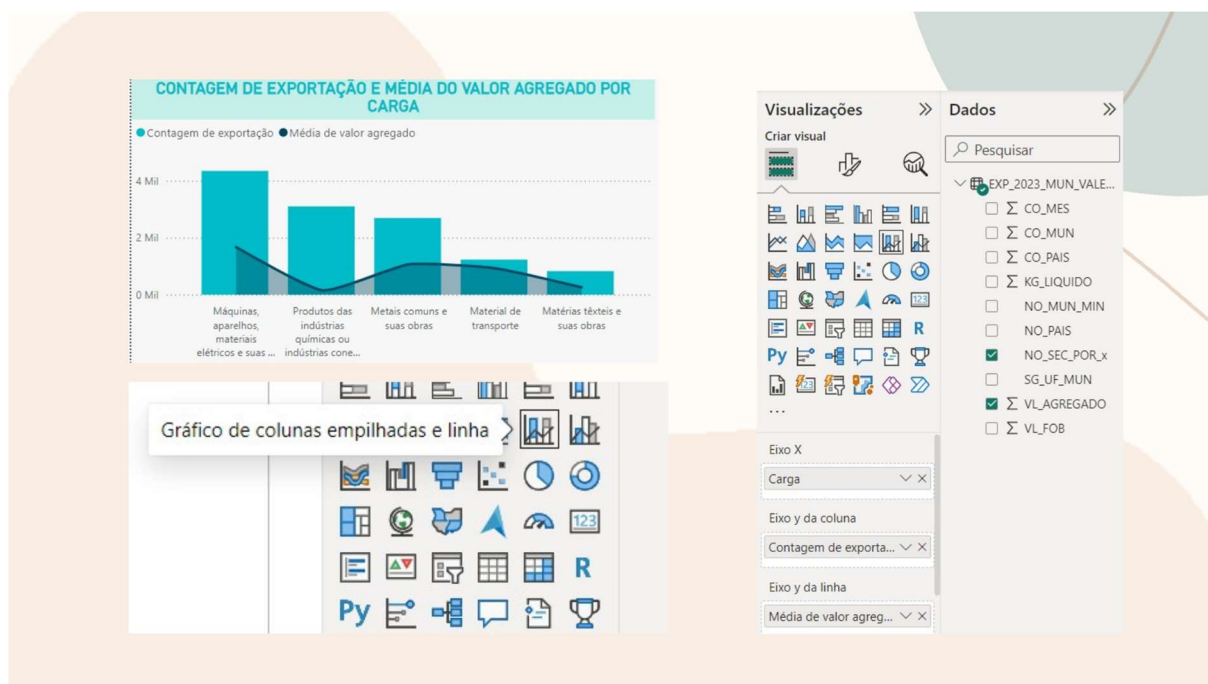 CONTAGEM DE EXPORTAÇÃO E MÉDIA DO VALOR AGREGADO POR
CARGA
Contagem de exportação Média de valor agregado
4 Mil
2 Mil
0 Mil
Máquinas,
aparelhos,
materiais
elétricos e suas ...
Produtos das
indústrias
químicas ou
indústrias cone...
Metais comuns e
suas obras
Material de
transporte
Matérias têxteis e
suas obras
Gráfico de colunas empilhadas e linha
123
R
Py
Visualizações
Criar visual
123
R
Py
...
Eixo X
Carga
Eixo y da coluna
Contagem de exporta...
Eixo y da linha
Média de valor agreg...
Dados
Pesquisar
EXP_2023_MUN_VALE...
∑ CO_MES
∑ CO_MUN
∑ CO_PAIS
∑ KG_LIQUIDO
NO_MUN_MIN
NO_PAIS
NO_SEC_POR_x
SG_UF_MUN
∑ VL_AGREGADO
∑ VL_FOB